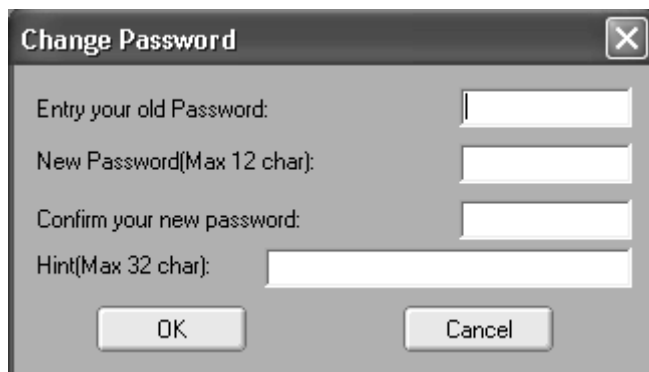 Change Password
Entry your old Password:
New Password(Max 12 char):
Confirm your new password:
Hint(Max 32 char):
OK Cancel